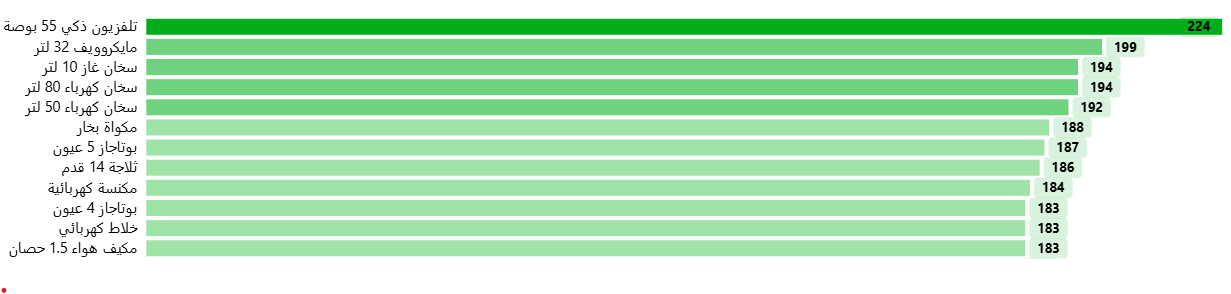 تلفزيون ذكي 55 بوصة 224
مايكروويف 32 لتر 199
سخان غاز 10 لتر 194
سخان كهرباء 80 لتر 194
سخان كهرباء 50 لتر 192
مكواة بخار 188
بوتاجاز 5 عيون 187
ثلاجة 14 قدم 186
مكنسة كهربائية 184
بوتاجاز 4 عيون 183
خلاط كهربائي 183
مكيف هواء 1.5 حصان 183